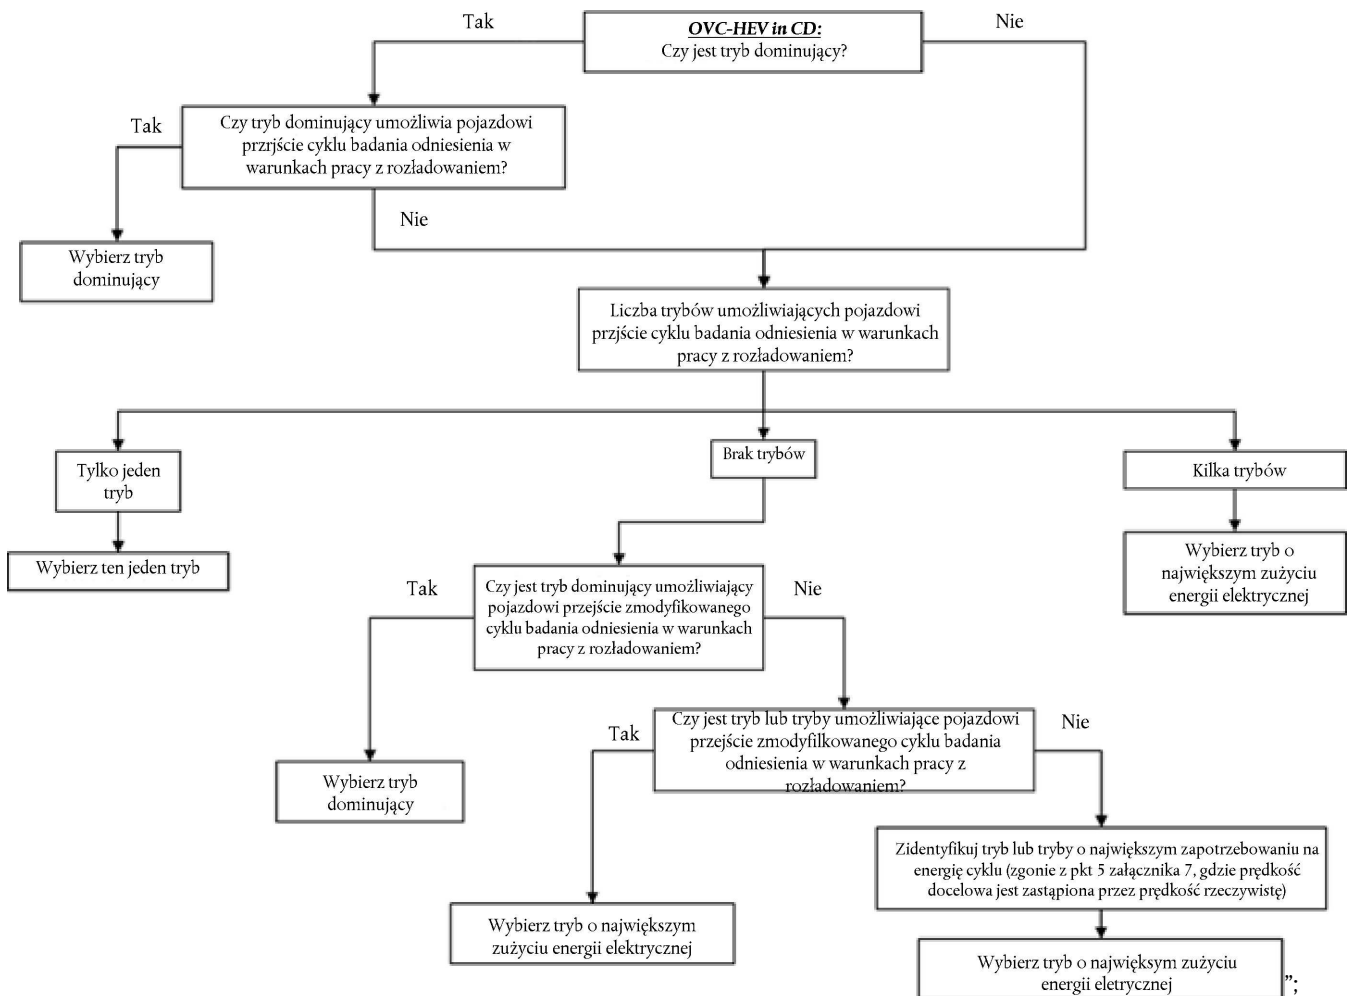 Tak
OVC-HEV in CD:
Czy jest tryb dominujący?
Nie
Tak
Czy tryb dominujący umożliwia pojazdowi
przrjście cyklu badania odniesienia w
warunkach pracy z rozładowaniem?
Nie
Wybierz tryb
dominujący
Liczba trybów umożliwiających pojazdowi
przjście cyklu badania odniesienia w warunkach
pracy z rozładowaniem?
Tylko jeden
tryb
Brak trybów
Kilka trybów
Wybierz ten jeden tryb
Wybierz tryb o
największym zużyciu
energii elektrycznej
Tak
Czy jest tryb dominujący umożliwiający
pojazdowi przejście zmodyfikowanego
cyklu badania odniesienia w warunkach
pracy z rozładowaniem?
Nie
Wybierz tryb
dominujący
Tak
Czy jest tryb lub tryby umożliwiające pojazdowi
przejście zmodyfilkowanego cyklu badania
odniesienia w warunkach pracy z
rozładowaniem?
Nie
Wybierz tryb o największym
zużyciu energii elektrycznej
Zidentyfikuj tryb lub tryby o największym zapotrzebowaniu na
energię cyklu (zgonie z pkt 5 załącznika 7, gdzie prędkość
docelowa jest zastąpiona przez prędkość rzeczywistę)
Wybierz tryb o największym zużyciu
energii eletrycznej
”;